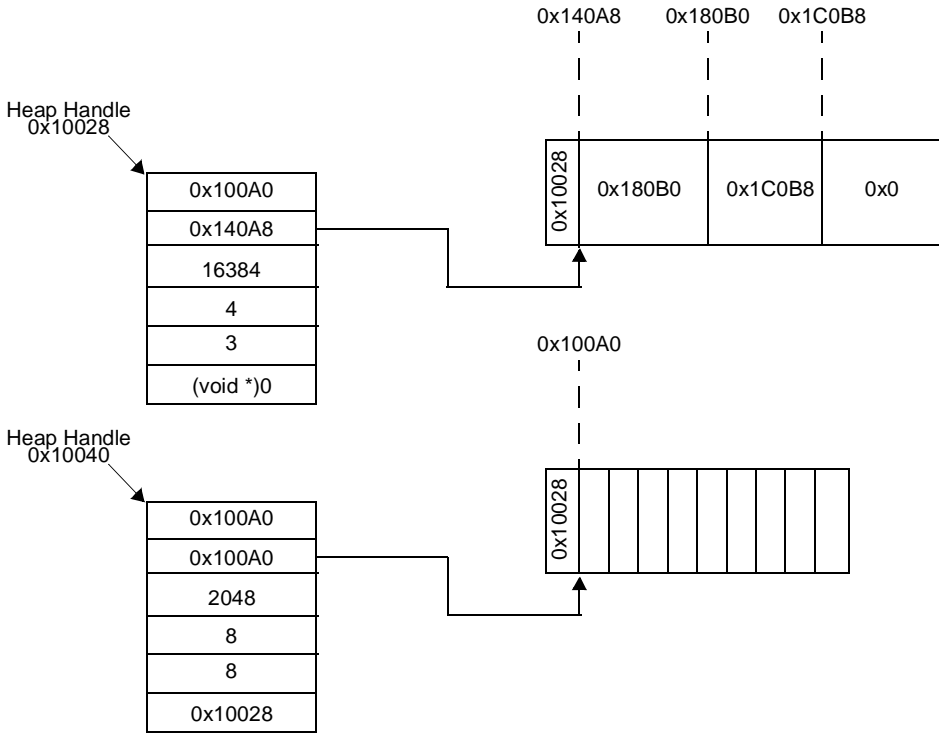 0x140A8 0x180B0 0x1C0B8
Heap Handle
0x10028
0x100A0
0x140A8
16384
4
3
(void *)0
0x10028 0x180B0 0x1C0B8 0x0
0x100A0
Heap Handle
0x10040
0x100A0
0x100A0
2048
8
8
0x10028
0x10028